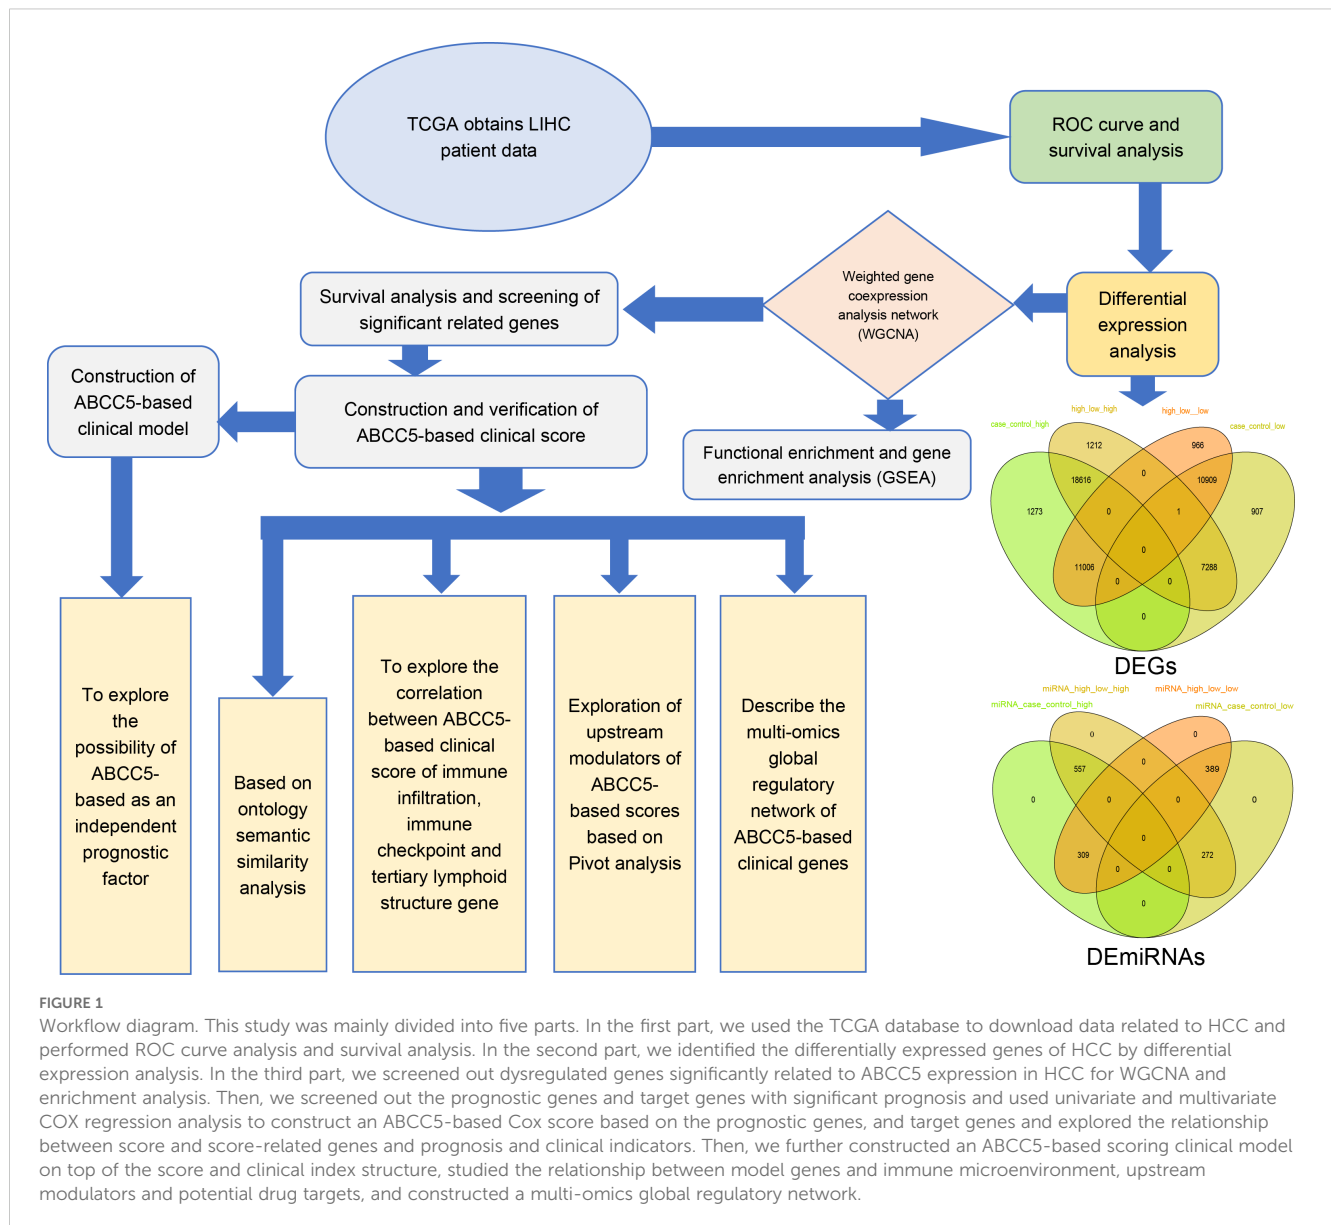 TCGA obtains LIHC
patient data
ROC curve and
survival analysis
Differential
expression
analysis
Weighted gene
coexpression
analysis network
(WGCNA)
Survival analysis and screening of
significant related genes
Functional enrichment and gene
enrichment analysis (GSEA)
Construction and verification of
ABCC5-based clinical score
Construction of
ABCC5-based
clinical model
To explore
the
possibility of
ABCC5-
based as an
independent
prognostic
factor
Based on
ontology
semantic
similarity
analysis
To explore the
correlation
between ABCC5-
based clinical
score of immune
infiltration,
immune
checkpoint and
tertiary lymphoid
structure gene
Exploration of
upstream
modulators of
ABCC5-
based scores
based on
Pivot analysis
Describe the
multi-omics
global
regulatory
network of
ABCC5-based
clinical genes
high_low_high
high_low_low
case_control_high
case_control_low
1212
966
0
18616
10909
1273
0
1
907
0
11006
7288
0
0
0
DEGs
miRNA_high_low_high
miRNA_high_low_low
miRNA_case_control_high
miRNA_case_control_low
0
0
0
557
389
0
0
0
0
0
309
272
0
0
0
DEmiRNAs
FIGURE 1
Workflow diagram. This study was mainly divided into five parts. In the first part, we used the TCGA database to download data related to HCC and
performed ROC curve analysis and survival analysis. In the second part, we identified the differentially expressed genes of HCC by differential
expression analysis. In the third part, we screened out dysregulated genes significantly related to ABCC5 expression in HCC for WGCNA and
enrichment analysis. Then, we screened out the prognostic genes and target genes with significant prognosis and used univariate and multivariate
COX regression analysis to construct an ABCC5-based Cox score based on the prognostic genes, and target genes and explored the relationship
between score and score-related genes and prognosis and clinical indicators. Then, we further constructed an ABCC5-based scoring clinical model
on top of the score and clinical index structure, studied the relationship between model genes and immune microenvironment, upstream
modulators and potential drug targets, and constructed a multi-omics global regulatory network.